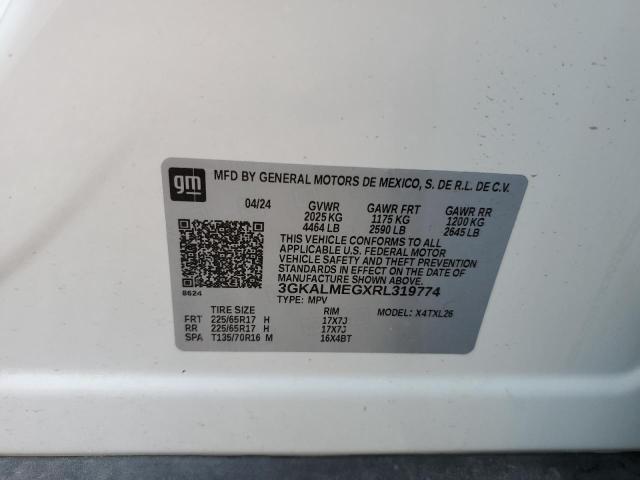 gm
MFD BY GENERAL MOTORS DE MEXICO, S. DE R.L. DE C.V.
04/24 GVWR GAWR FRT GAWR RR
2025 KG 1175 KG 1200 KG
4464 LB 2590 LB 2645 LB
THIS VEHICLE CONFORMS TO ALL
APPLICABLE U.S. FEDERAL MOTOR
VEHICLE SAFETY AND THEFT
PREVENTION STANDARDS IN EFFECT ON
THE DATE OF MANUFACTURE SHOWN ABOVE.
8624 3GKALMEGXRL319774
TYPE: MPV MODEL: X4TXL26
TIRE SIZE RIM
FRT 225/65R17 H 17X7J
RR 225/65R17 H 17X7J
SPA T135/70R16 M 16X4BT